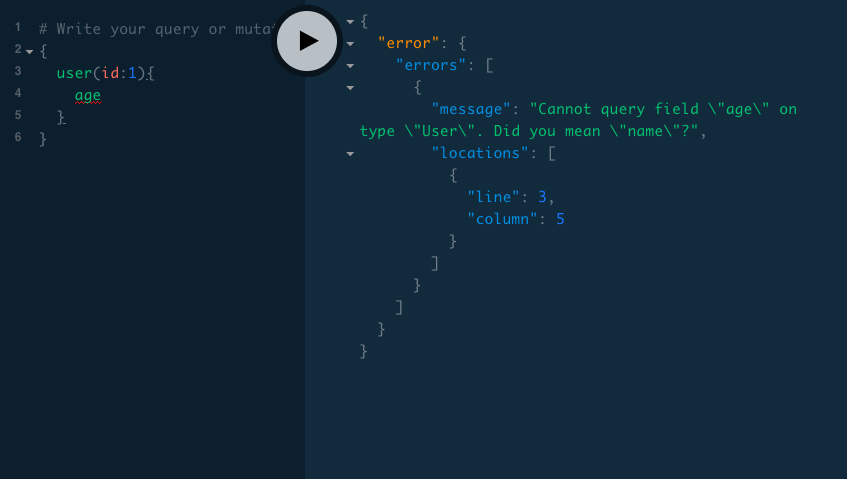 1 # Write your query or muta
2 {
3 user(id:1){
4 age
5 }
6 }
{
"error": {
"errors": [
{
"message": "Cannot query field \"age\" on
type \"User\". Did you mean \"name\"?",
"locations": [
{
"line": 3,
"column": 5
}
]
}
]
}
}